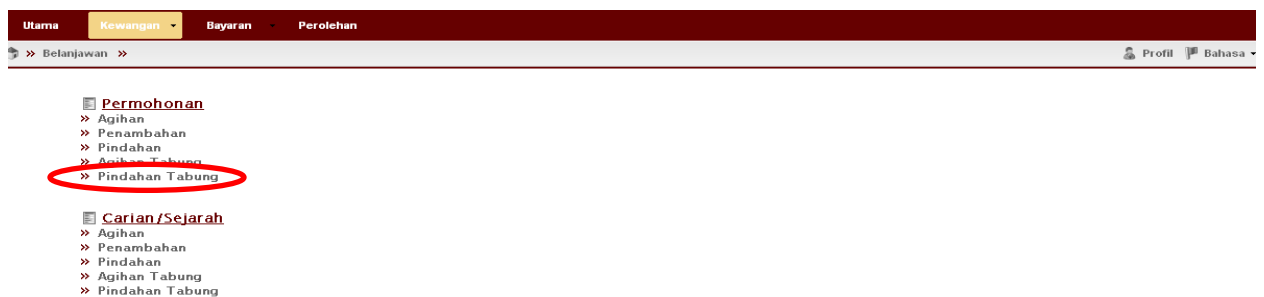 Utama Kewangan Bayaran Perolehan
» Belanjawan » Profil Bahasa
Permohonan
» Agihan
» Penambahan
» Pindahan
» Agihan Tabung
» Pindahan Tabung
Carian/Sejarah
» Agihan
» Penambahan
» Pindahan
» Agihan Tabung
» Pindahan Tabung